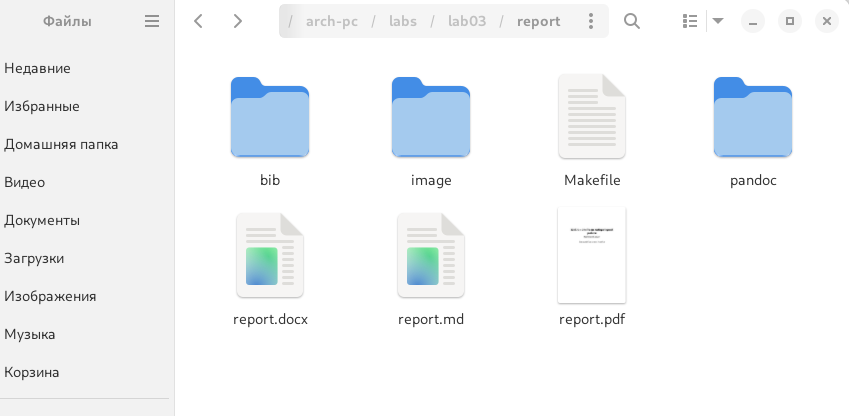 Файлы
/ arch-pc / labs / lab03 / report
Недавние
Избранные
Домашняя папка
Видео
Документы
Загрузки
Изображения
Музыка
Корзина
bib
image
Makefile
pandoc
report.docx
report.md
report.pdf